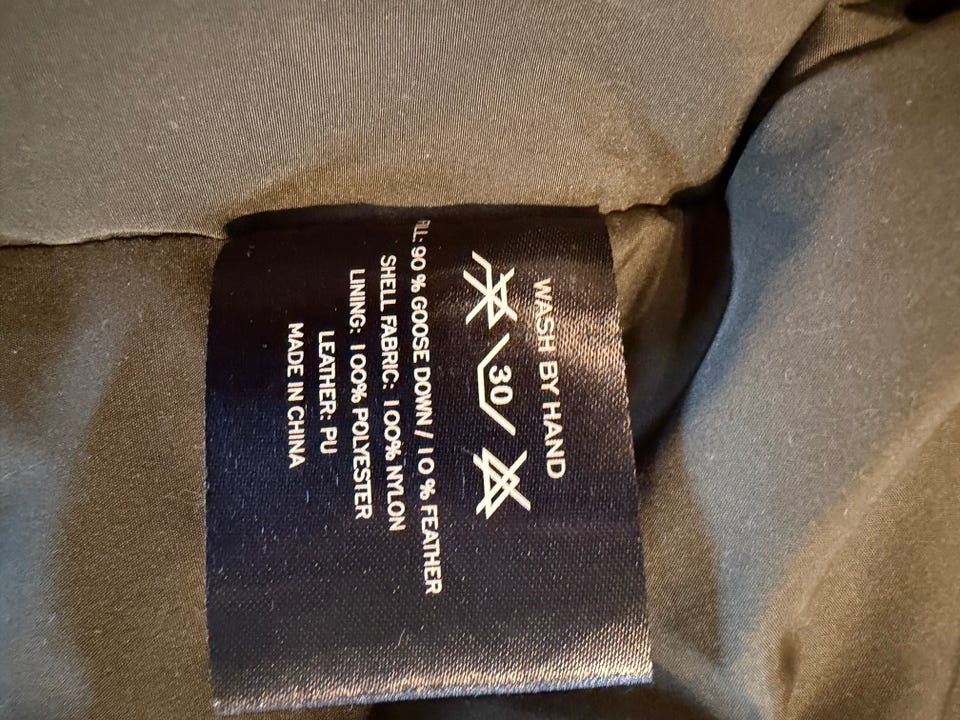 WASH BY HAND
30
FILL: 90 % GOOSE DOWN / 10 % FEATHER
SHELL FABRIC: 100% NYLON
LINING: 100% POLYESTER
LEATHER: PU
MADE IN CHINA